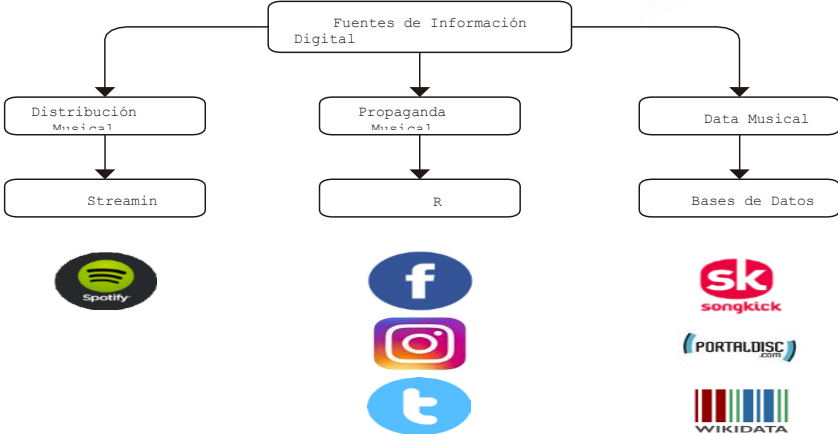 Fuentes de Información
Digital
Distribución
Musical
Propaganda
Musical
Data Musical
Streamin
R
Bases de Datos
Spotify
f
sk
songkick
PORTALDISC
.com
t
WIKIDATA